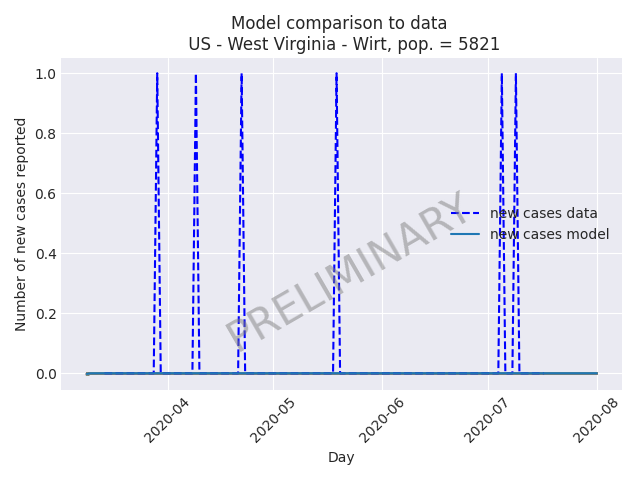 Model comparison to data
US - West Virginia - Wirt, pop. = 5821
1.0
0.8
0.6
0.4
0.2
0.0
Number of new cases reported
new cases data
new cases model
PRELIMINARY
2020-04
2020-05
2020-06
2020-07
2020-08
Day